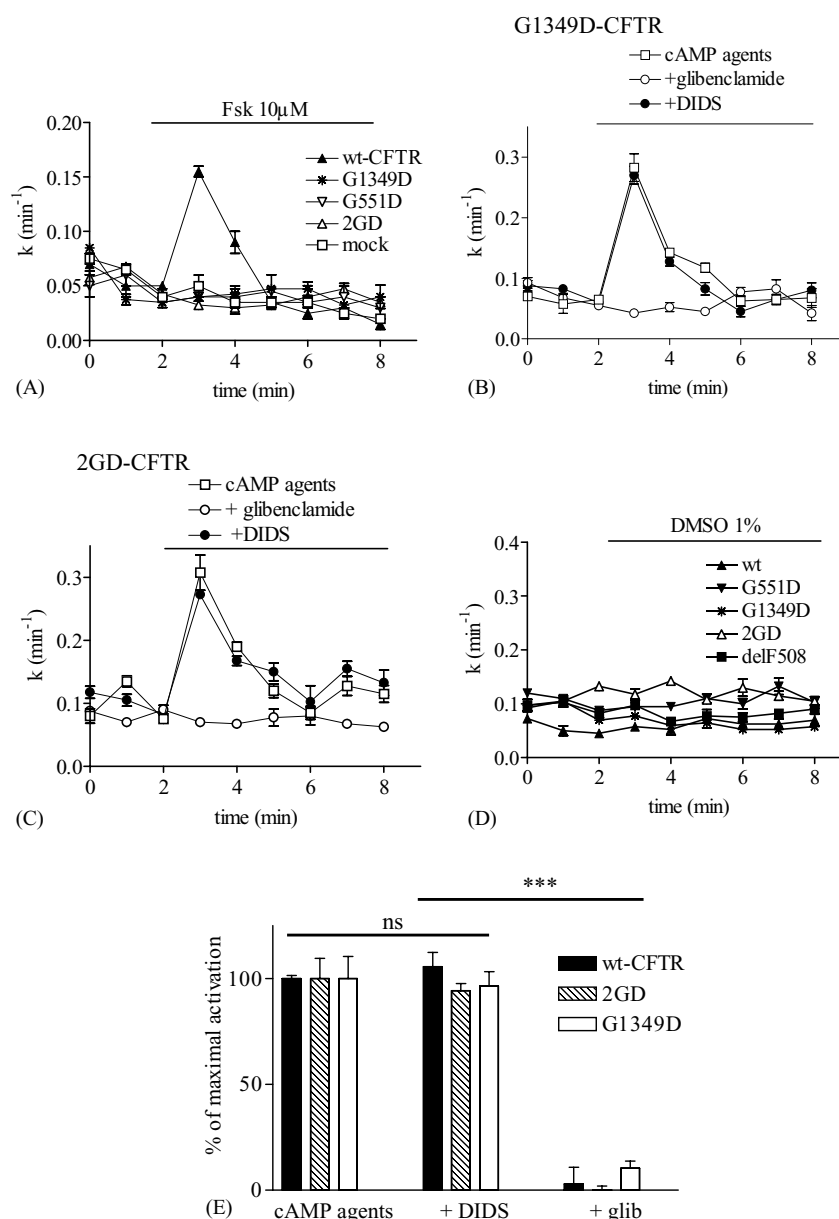 G1349D-CFTR
cAMP agents
+glibenclamide
+DIDS
Fsk 10µM
0.20
0.15
0.10
0.05
0.00
k (min⁻¹)
wt-CFTR
G1349D
G551D
2GD
mock
0 2 4 6 8
time (min)
(A)
0.3
0.2
0.1
0.0
k (min⁻¹)
0 2 4 6 8
time (min)
(B)
2GD-CFTR
cAMP agents
+ glibenclamide
+DIDS
0.3
0.2
0.1
0.0
k (min⁻¹)
0 2 4 6 8
time (min)
(C)
DMSO 1%
0.4
0.3
0.2
0.1
0.0
k (min⁻¹)
wt
G551D
G1349D
2GD
delF508
0 2 4 6 8
time (min)
(D)
***
ns
100
50
0
% of maximal activation
wt-CFTR
2GD
G1349D
cAMP agents + DIDS + glib
(E)